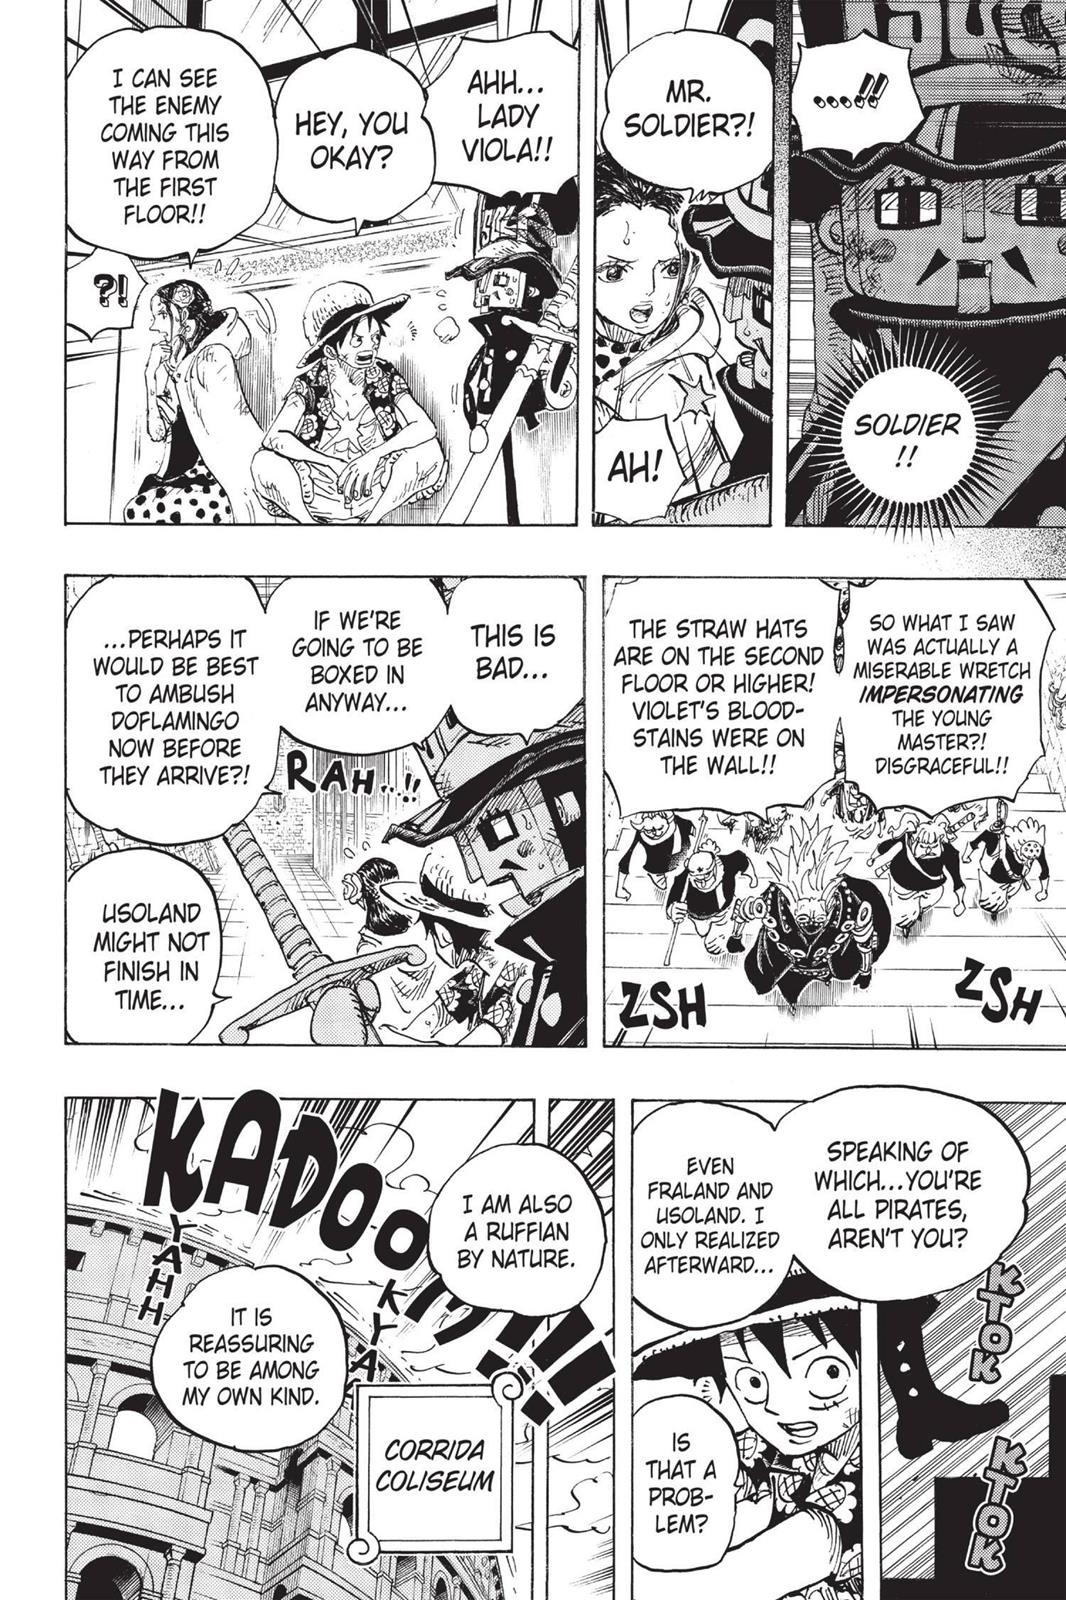 ....!!
SOLDIER
!!
MR.
SOLDIER?!
AH!
AHH...
LADY
VIOLA!!
HEY, YOU
OKAY?
I CAN SEE
THE ENEMY
COMING THIS
WAY FROM
THE FIRST
FLOOR!!
?!
SO WHAT I SAW
WAS ACTUALLY A
MISERABLE WRETCH
IMPERSONATING
THE YOUNG
MASTER?!
DISGRACEFUL!!
THE STRAW HATS
ARE ON THE SECOND
FLOOR OR HIGHER!
VIOLET'S BLOOD-
STAINS WERE ON
THE WALL!!
ZSH
ZSH
THIS IS
BAD...
IF WE'RE
GOING TO BE
BOXED IN
ANYWAY...
...PERHAPS IT
WOULD BE BEST
TO AMBUSH
DOFLAMINGO
NOW BEFORE
THEY ARRIVE?!
RAH...!!
USOLAND
MIGHT NOT
FINISH IN
TIME...
SPEAKING OF
WHICH...YOU'RE
ALL PIRATES,
AREN'T YOU?
EVEN
FRALAND AND
USOLAND. I
ONLY REALIZED
AFTERWARD...
KTOK
KTOK
IS
THAT A
PROB-
LEM?
I AM ALSO
A RUFFIAN
BY NATURE.
KADOO
!!!
KYAHH
KYA
IT IS
REASSURING
TO BE AMONG
MY OWN KIND.
CORRIDA
COLISEUM